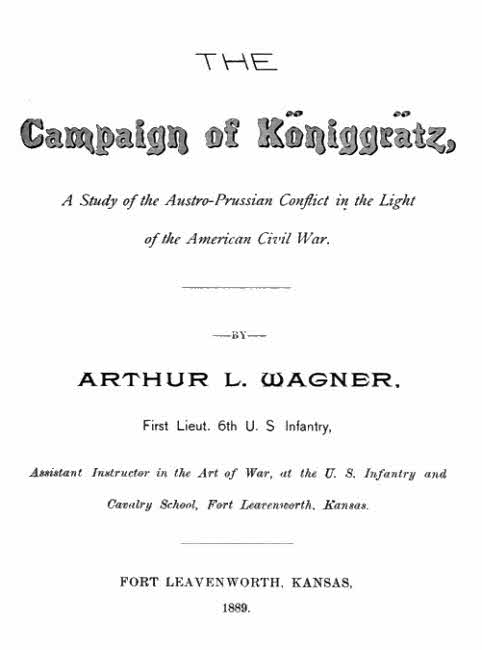 THE
Campaign of Königgrätz,
A Study of the Austro-Prussian Conflict in the Light
of the American Civil War.
—BY—
ARTHUR L. WAGNER,
First Lieut. 6th U. S Infantry,
Assistant Instructor in the Art of War, at the U. S. Infantry and
Cavalry School, Fort Leavenworth, Kansas.
FORT LEAVENWORTH, KANSAS,
1889.